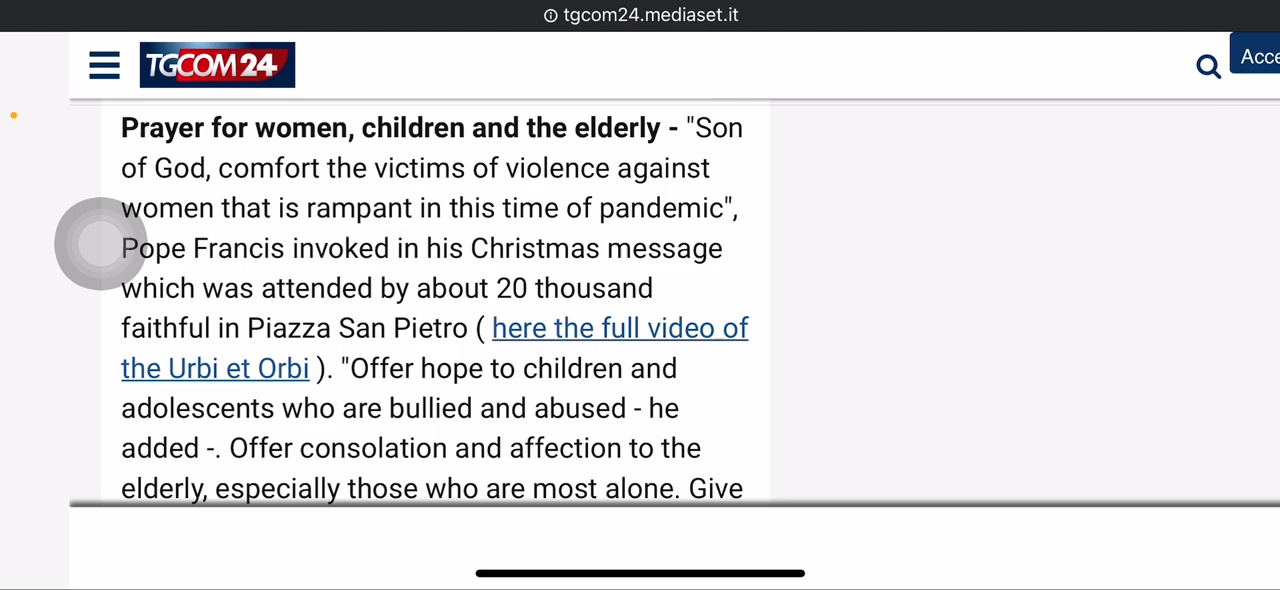 tgcom24.mediaset.it
TGCOM24
Acce
Prayer for women, children and the elderly - "Son
of God, comfort the victims of violence against
women that is rampant in this time of pandemic",
Pope Francis invoked in his Christmas message
which was attended by about 20 thousand
faithful in Piazza San Pietro ( here the full video of
the Urbi et Orbi ). "Offer hope to children and
adolescents who are bullied and abused - he
added -. Offer consolation and affection to the
elderly, especially those who are most alone. Give